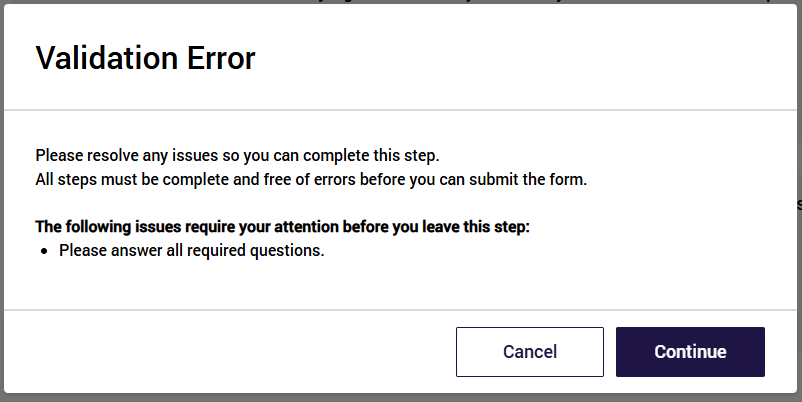 Validation Error
Please resolve any issues so you can complete this step.
All steps must be complete and free of errors before you can submit the form.
The following issues require your attention before you leave this step:
• Please answer all required questions.
Cancel
Continue